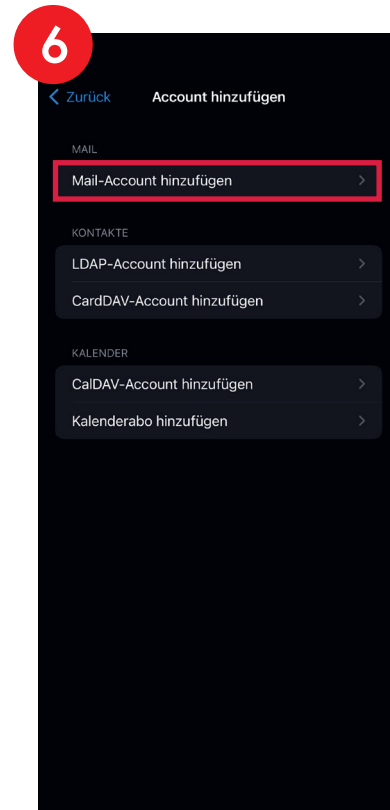 6
Zurück Account hinzufügen
MAIL
Mail-Account hinzufügen
KONTAKTE
LDAP-Account hinzufügen
CardDAV-Account hinzufügen
KALENDER
CalDAV-Account hinzufügen
Kalenderabo hinzufügen